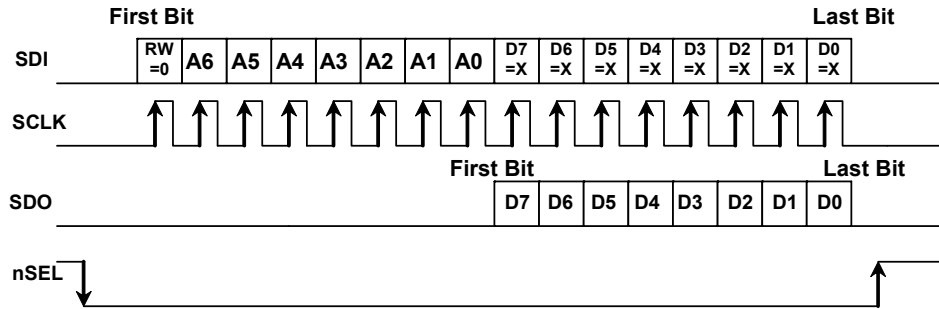 First Bit Last Bit
SDI RW =0 A6 A5 A4 A3 A2 A1 A0 D7 =X D6 =X D5 =X D4 =X D3 =X D2 =X D1 =X D0 =X
SCLK
First Bit Last Bit
SDO D7 D6 D5 D4 D3 D2 D1 D0
nSEL